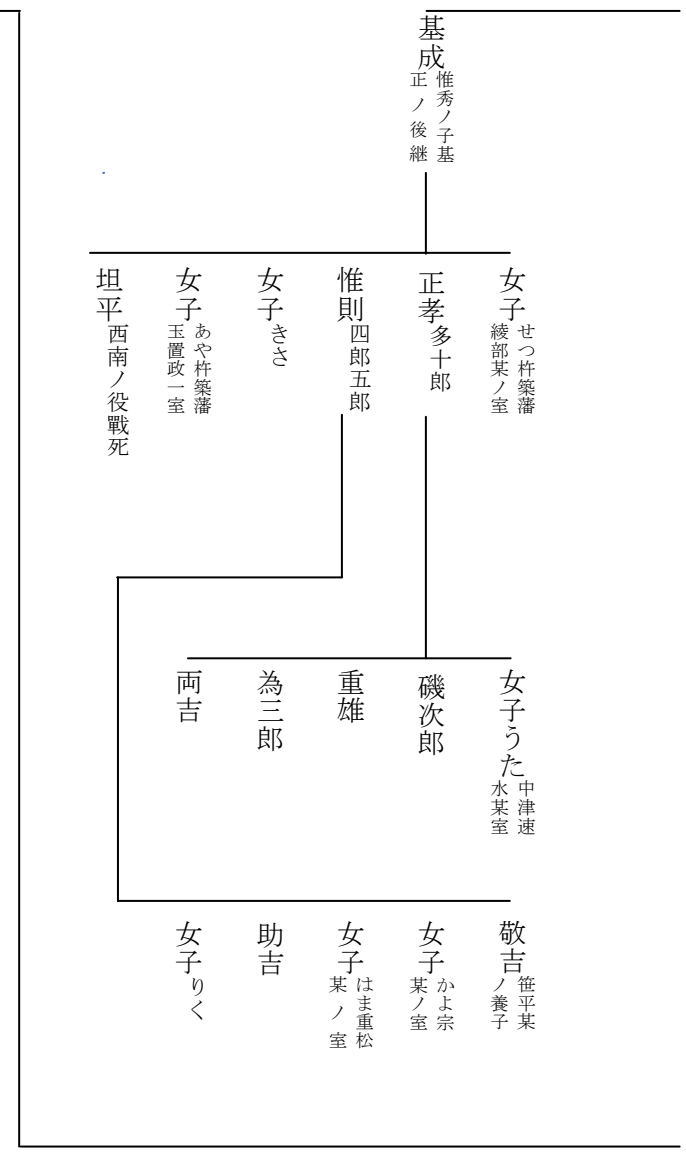 基成 惟秀ノ子基
正ノ後継
女子 せつ杵築藩
綾部某ノ室
正孝 多十郎
惟則 四郎五郎
女子 きさ
女子 あや杵築藩
玉置政一室
坦平 西南ノ役戰死
女子うた 中津速
水某室
磯次郎
重雄
為三郎
両吉
敬吉 笹平某
ノ養子
女子 かよ宗
某ノ室
女子 はま重松
某ノ室
助吉
女子 りく